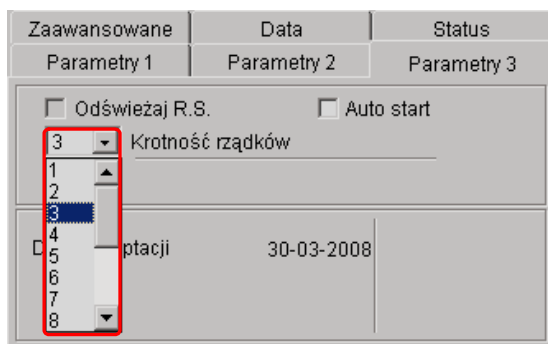 Zaawansowane Data Status
Parametry 1 Parametry 2 Parametry 3
Odświeżaj R.S. Auto start
3 Krotność rządków
1
2
3
4
D ptacji 30-03-2008
5
6
7
8